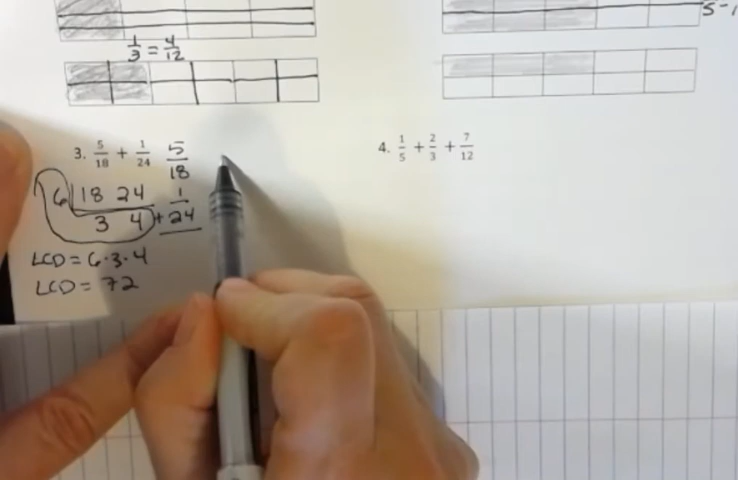 1/3 = 4/12
5-
3. 5/18 + 1/24
5/18
6 18 24
3 4
+ 1/24
LCD = 6·3·4
LCD = 72
4. 1/5 + 2/3 + 7/12